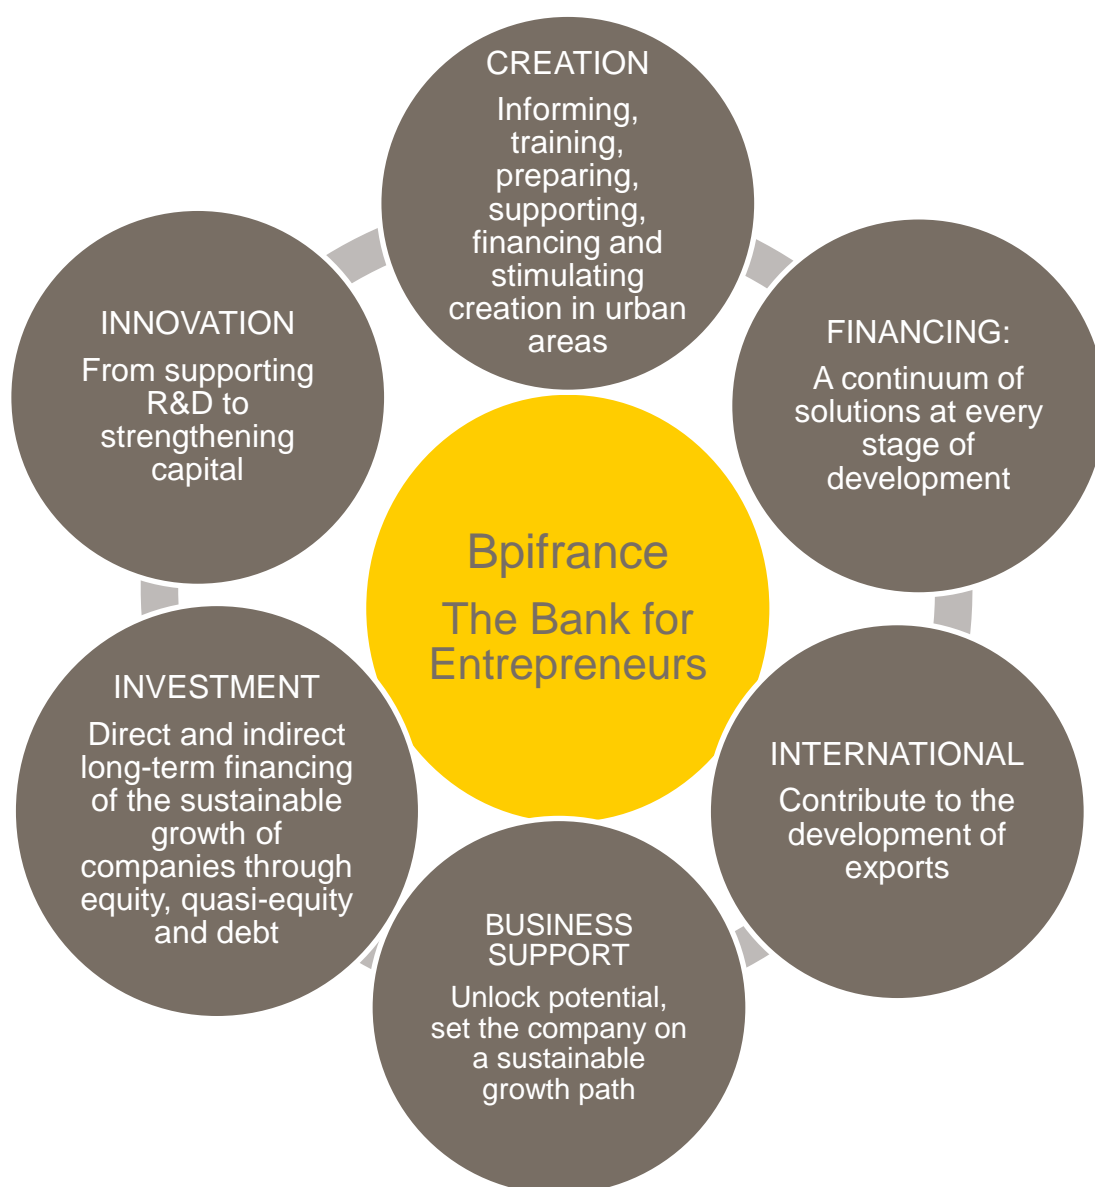 CREATION
Informing,
training,
preparing,
supporting,
financing and
stimulating
creation in urban
areas
FINANCING:
A continuum of
solutions at every
stage of
development
INTERNATIONAL
Contribute to the
development of
exports
BUSINESS
SUPPORT
Unlock potential,
set the company on
a sustainable
growth path
INVESTMENT
Direct and indirect
long-term financing
of the sustainable
growth of
companies through
equity, quasi-equity
and debt
INNOVATION
From supporting
R&D to
strengthening
capital
Bpifrance
The Bank for
Entrepreneurs